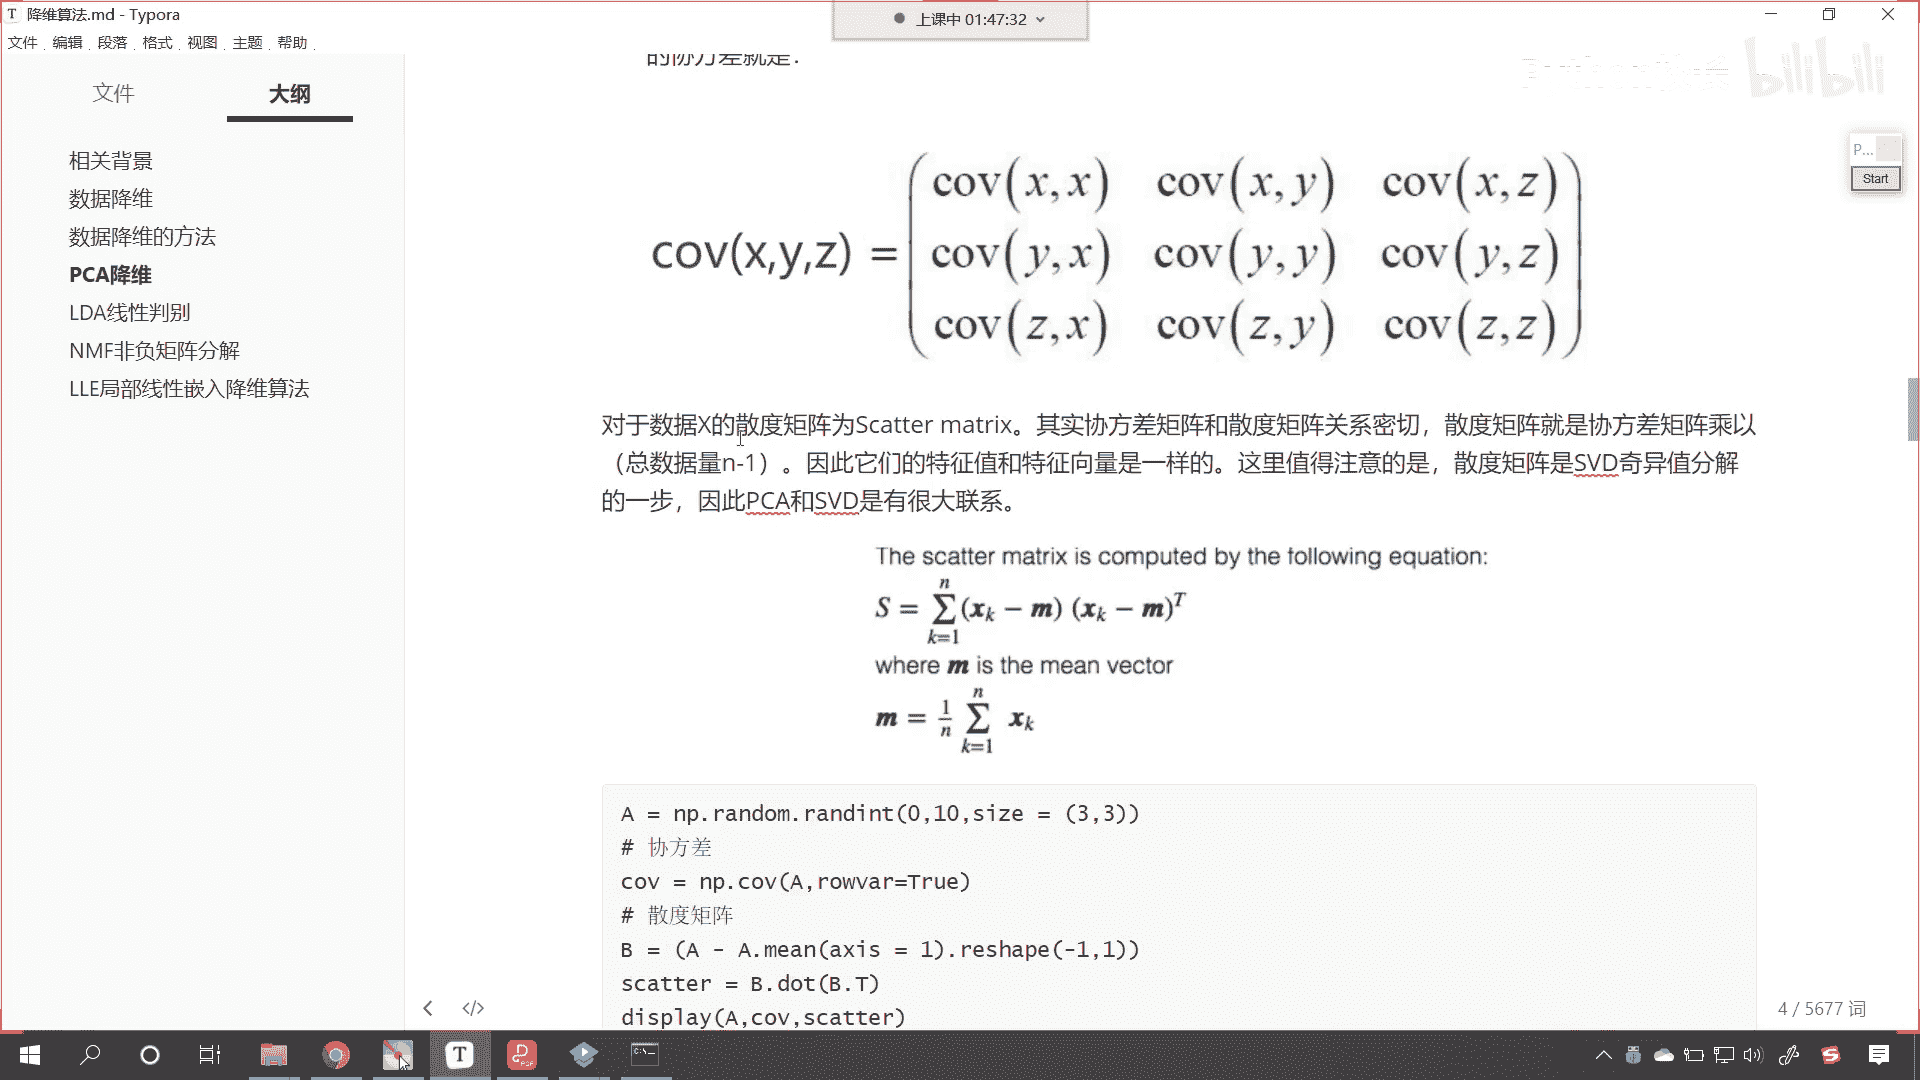 降维算法.md - Typora
上课中 01:47:32
文件 编辑 段落 格式 视图 主题 帮助
文件 大纲
相关背景
数据降维
数据降维的方法
PCA降维
LDA线性判别
NMF非负矩阵分解
LLE局部线性嵌入降维算法
的协方差就是：
bilibili
P...
Start
cov(x,y,z) =
cov(x,x) cov(x,y) cov(x,z)
cov(y,x) cov(y,y) cov(y,z)
cov(z,x) cov(z,y) cov(z,z)
对于数据X的散度矩阵为Scatter matrix。其实协方差矩阵和散度矩阵关系密切，散度矩阵就是协方差矩阵乘以
（总数据量n-1）。因此它们的特征值和特征向量是一样的。这里值得注意的是，散度矩阵是SVD奇异值分解
的一步，因此PCA和SVD是有很大联系。
The scatter matrix is computed by the following equation:
S = ∑_{k=1}^{n} (x_k − m) (x_k − m)^T
where m is the mean vector
m = 1/n ∑_{k=1}^{n} x_k
A = np.random.randint(0,10,size = (3,3))
# 协方差
cov = np.cov(A,rowvar=True)
# 散度矩阵
B = (A - A.mean(axis = 1).reshape(-1,1))
scatter = B.dot(B.T)
display(A,cov,scatter)
4 / 5677 词